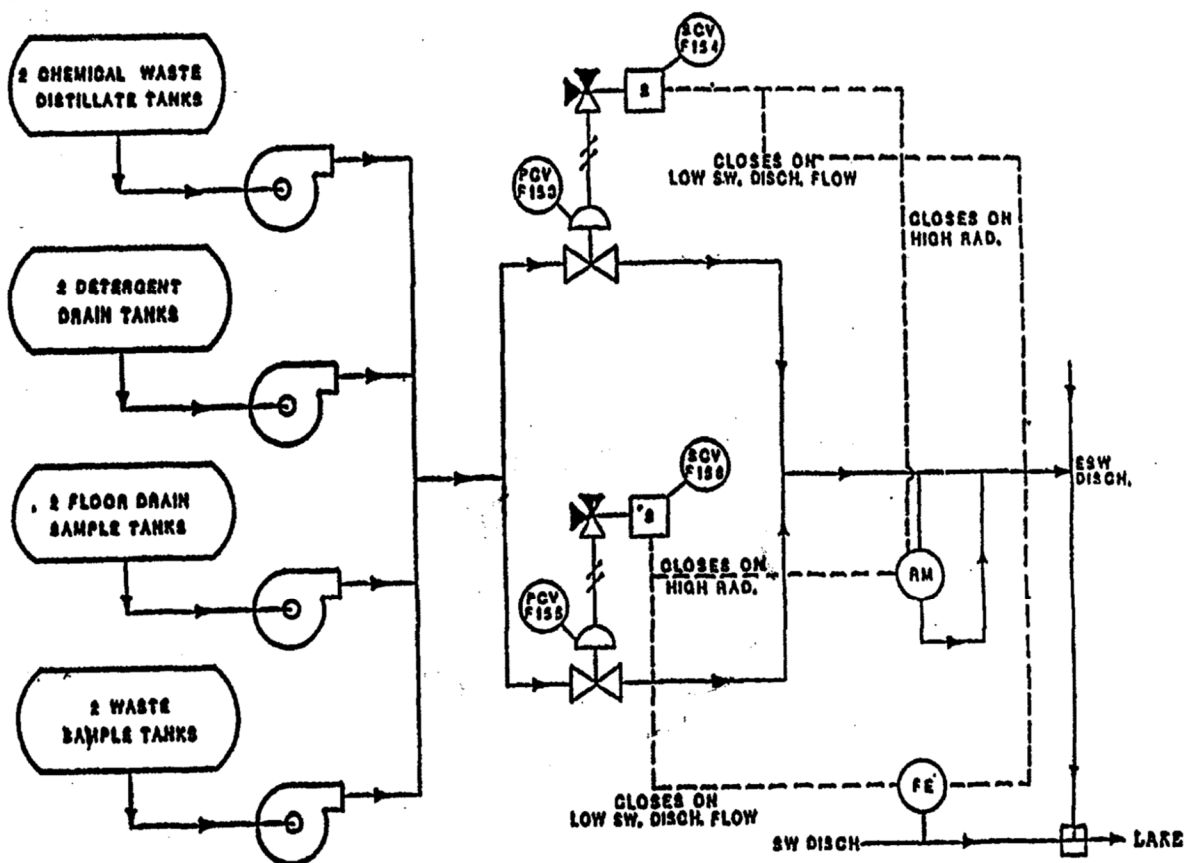 2 CHEMICAL WASTE
DISTILLATE TANKS
SCV
F154
S
CLOSES ON
LOW S.W. DISCH. FLOW
PCV
F153
CLOSES ON
HIGH RAD.
2 DETERGENT
DRAIN TANKS
2 FLOOR DRAIN
SAMPLE TANKS
SCV
F156
S
CLOSES ON
HIGH RAD.
RM
ESW
DISCH.
PCV
F155
2 WASTE
SAMPLE TANKS
CLOSES ON
LOW SW. DISCH. FLOW
FE
SW DISCH
LAKE